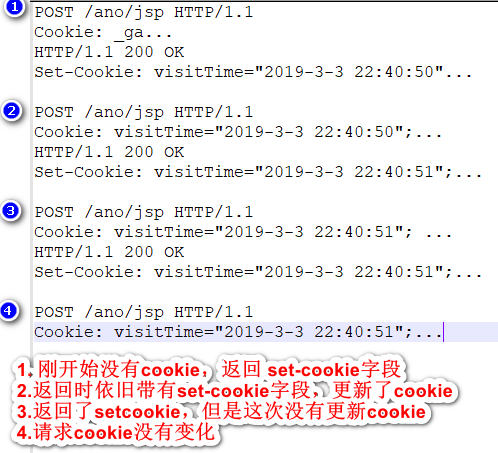 1
POST /ano/jsp HTTP/1.1
Cookie: _ga...
HTTP/1.1 200 OK
Set-Cookie: visitTime="2019-3-3 22:40:50"...
2
POST /ano/jsp HTTP/1.1
Cookie: visitTime="2019-3-3 22:40:50";...
HTTP/1.1 200 OK
Set-Cookie: visitTime="2019-3-3 22:40:51";...
3
POST /ano/jsp HTTP/1.1
Cookie: visitTime="2019-3-3 22:40:51"; ...
HTTP/1.1 200 OK
Set-Cookie: visitTime="2019-3-3 22:40:51";...
4
POST /ano/jsp HTTP/1.1
Cookie: visitTime="2019-3-3 22:40:51";...
1. 刚开始没有cookie，返回 set-cookie字段
2.返回时依旧带有set-cookie字段，更新了cookie
3.返回了setcookie，但是这次没有更新cookie
4.请求cookie没有变化